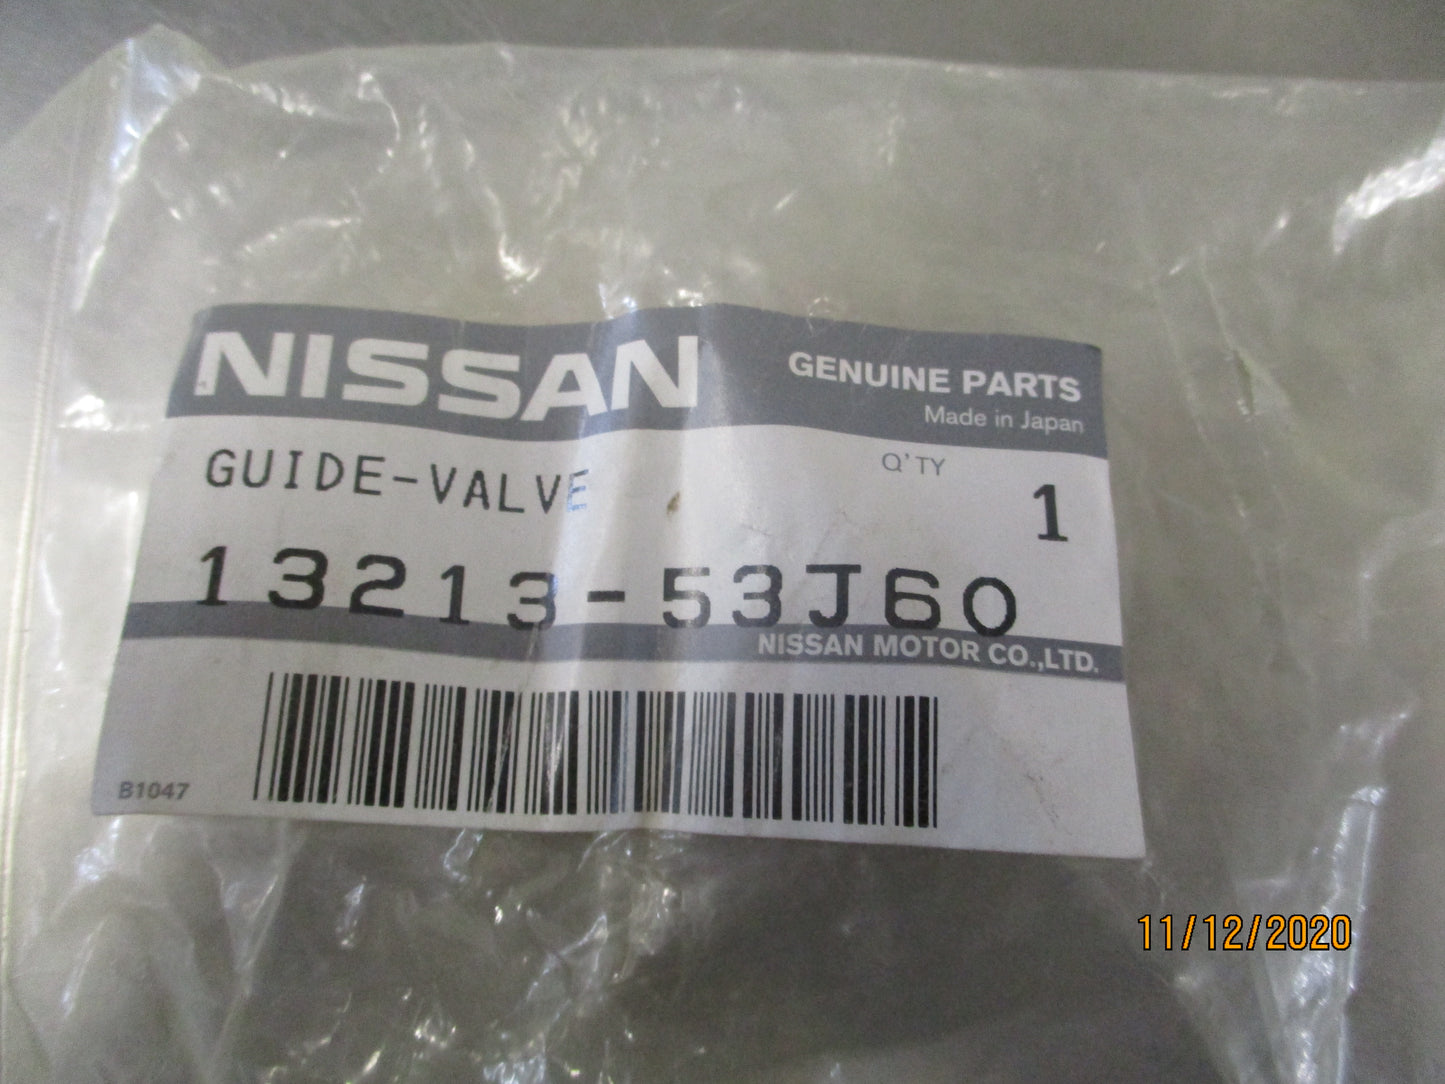 NISSAN
GENUINE PARTS
Made in Japan
GUIDE-VALVE
Q'TY
1
13213-53J60
NISSAN MOTOR CO.,LTD.
B1047
11/12/2020